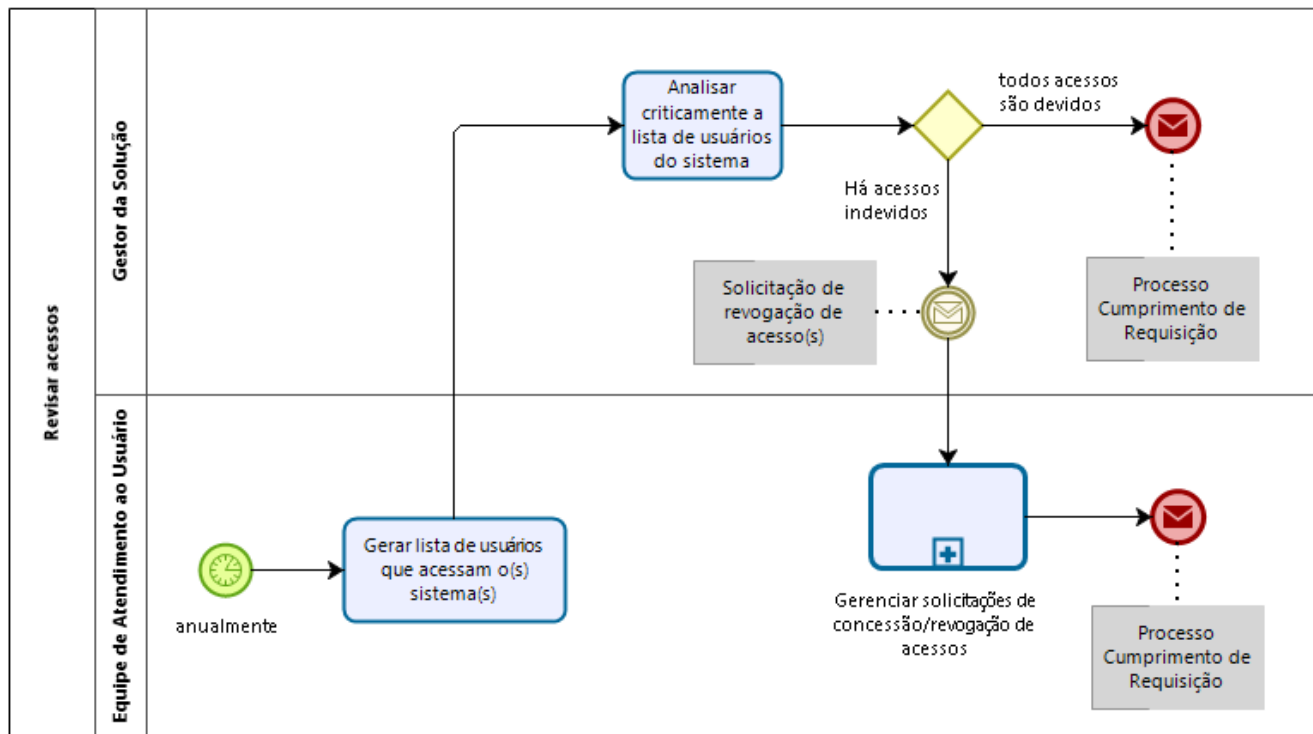 Revisar acessos
Gestor da Solução
Analisar
criticamente a
lista de usuários
do sistema
todos acessos
são devidos
Há acessos
indevidos
Solicitação de
revogação de
acesso(s)
Processo
Cumprimento de
Requisição
Equipe de Atendimento ao Usuário
anualmente
Gerar lista de usuários
que acessam o(s)
sistema(s)
Gerenciar solicitações de
concessão/revogação de
acessos
Processo
Cumprimento de
Requisição